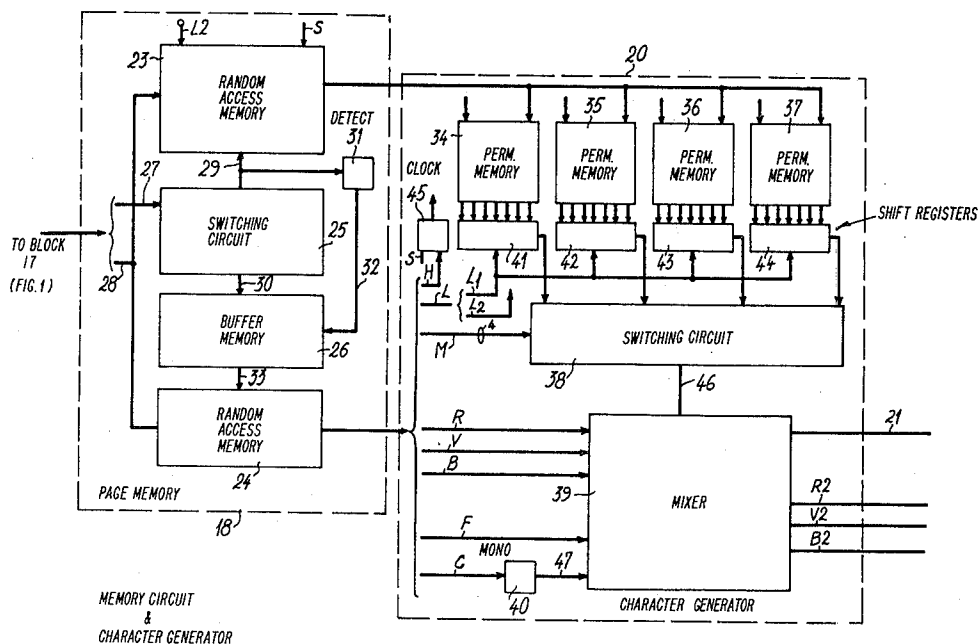 L2
S
23
RANDOM
ACCESS
MEMORY
DETECT
31
29
27
TO BLOCK
17
(FIG.1)
28
SWITCHING
CIRCUIT
25
32
30
BUFFER
MEMORY
26
33
RANDOM
ACCESS
MEMORY
24
PAGE MEMORY
18
20
34
PERM.
MEMORY
35
PERM.
MEMORY
36
PERM.
MEMORY
37
PERM.
MEMORY
CLOCK
45
SHIFT REGISTERS
41
42
43
44
S
H
L
L1
L2
M
4
SWITCHING CIRCUIT
38
46
R
V
B
39
MIXER
21
R2
V2
B2
F
MONO
C
47
40
CHARACTER GENERATOR
MEMORY CIRCUIT
&
CHARACTER GENERATOR